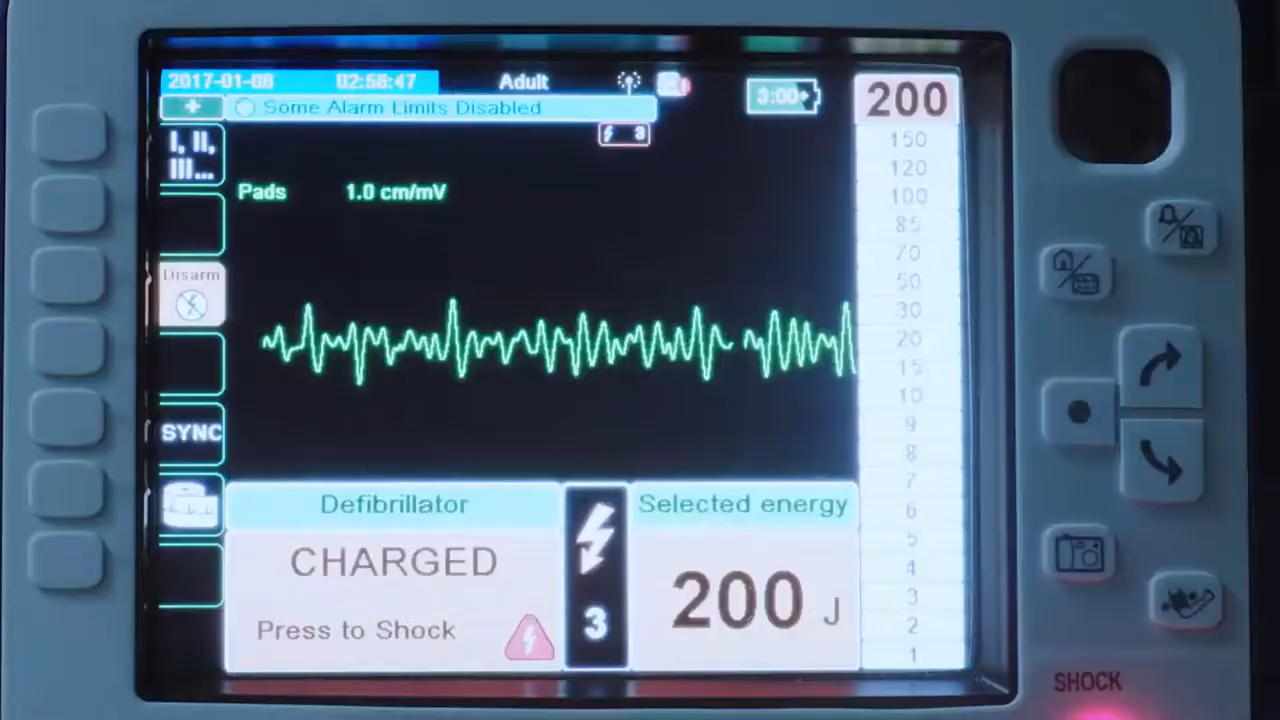 2017-01-08 02:56:47 Adult
3:00
Some Alarm Limits Disabled
3
I, II,
III...
Pads 1.0 cm/mV
Disarm
SYNC
Defibrillator
CHARGED
Press to Shock
3
Selected energy
200 J
200
150
120
100
85
70
50
30
20
15
10
9
8
7
6
5
4
3
2
1
SHOCK